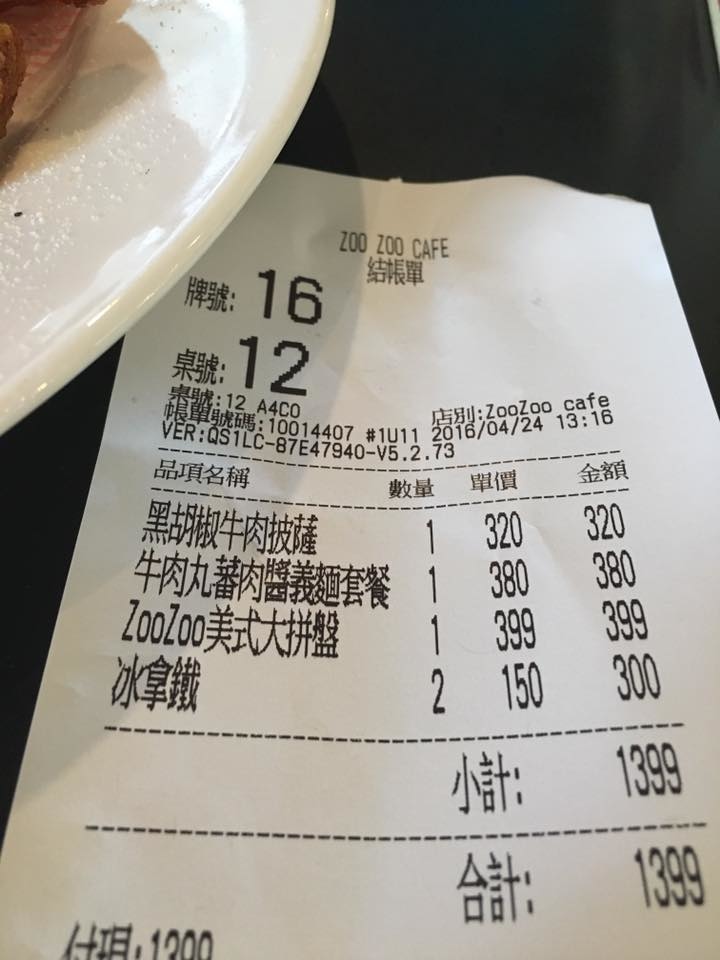 ZOO ZOO CAFE
結帳單
牌號: 16
桌號: 12
桌號:12 A4C0 店別:ZooZoo cafe
帳單號碼:10014407 #1U11 2016/04/24 13:16
VER:QS1LC-87E47940-V5.2.73
品項名稱 數量 單價 金額
黑胡椒牛肉披薩 1 320 320
牛肉丸蕃肉醬義麵套餐 1 380 380
ZooZoo美式大拼盤 1 399 399
冰拿鐵 2 150 300
小計: 1399
合計: 1399
付現:1399